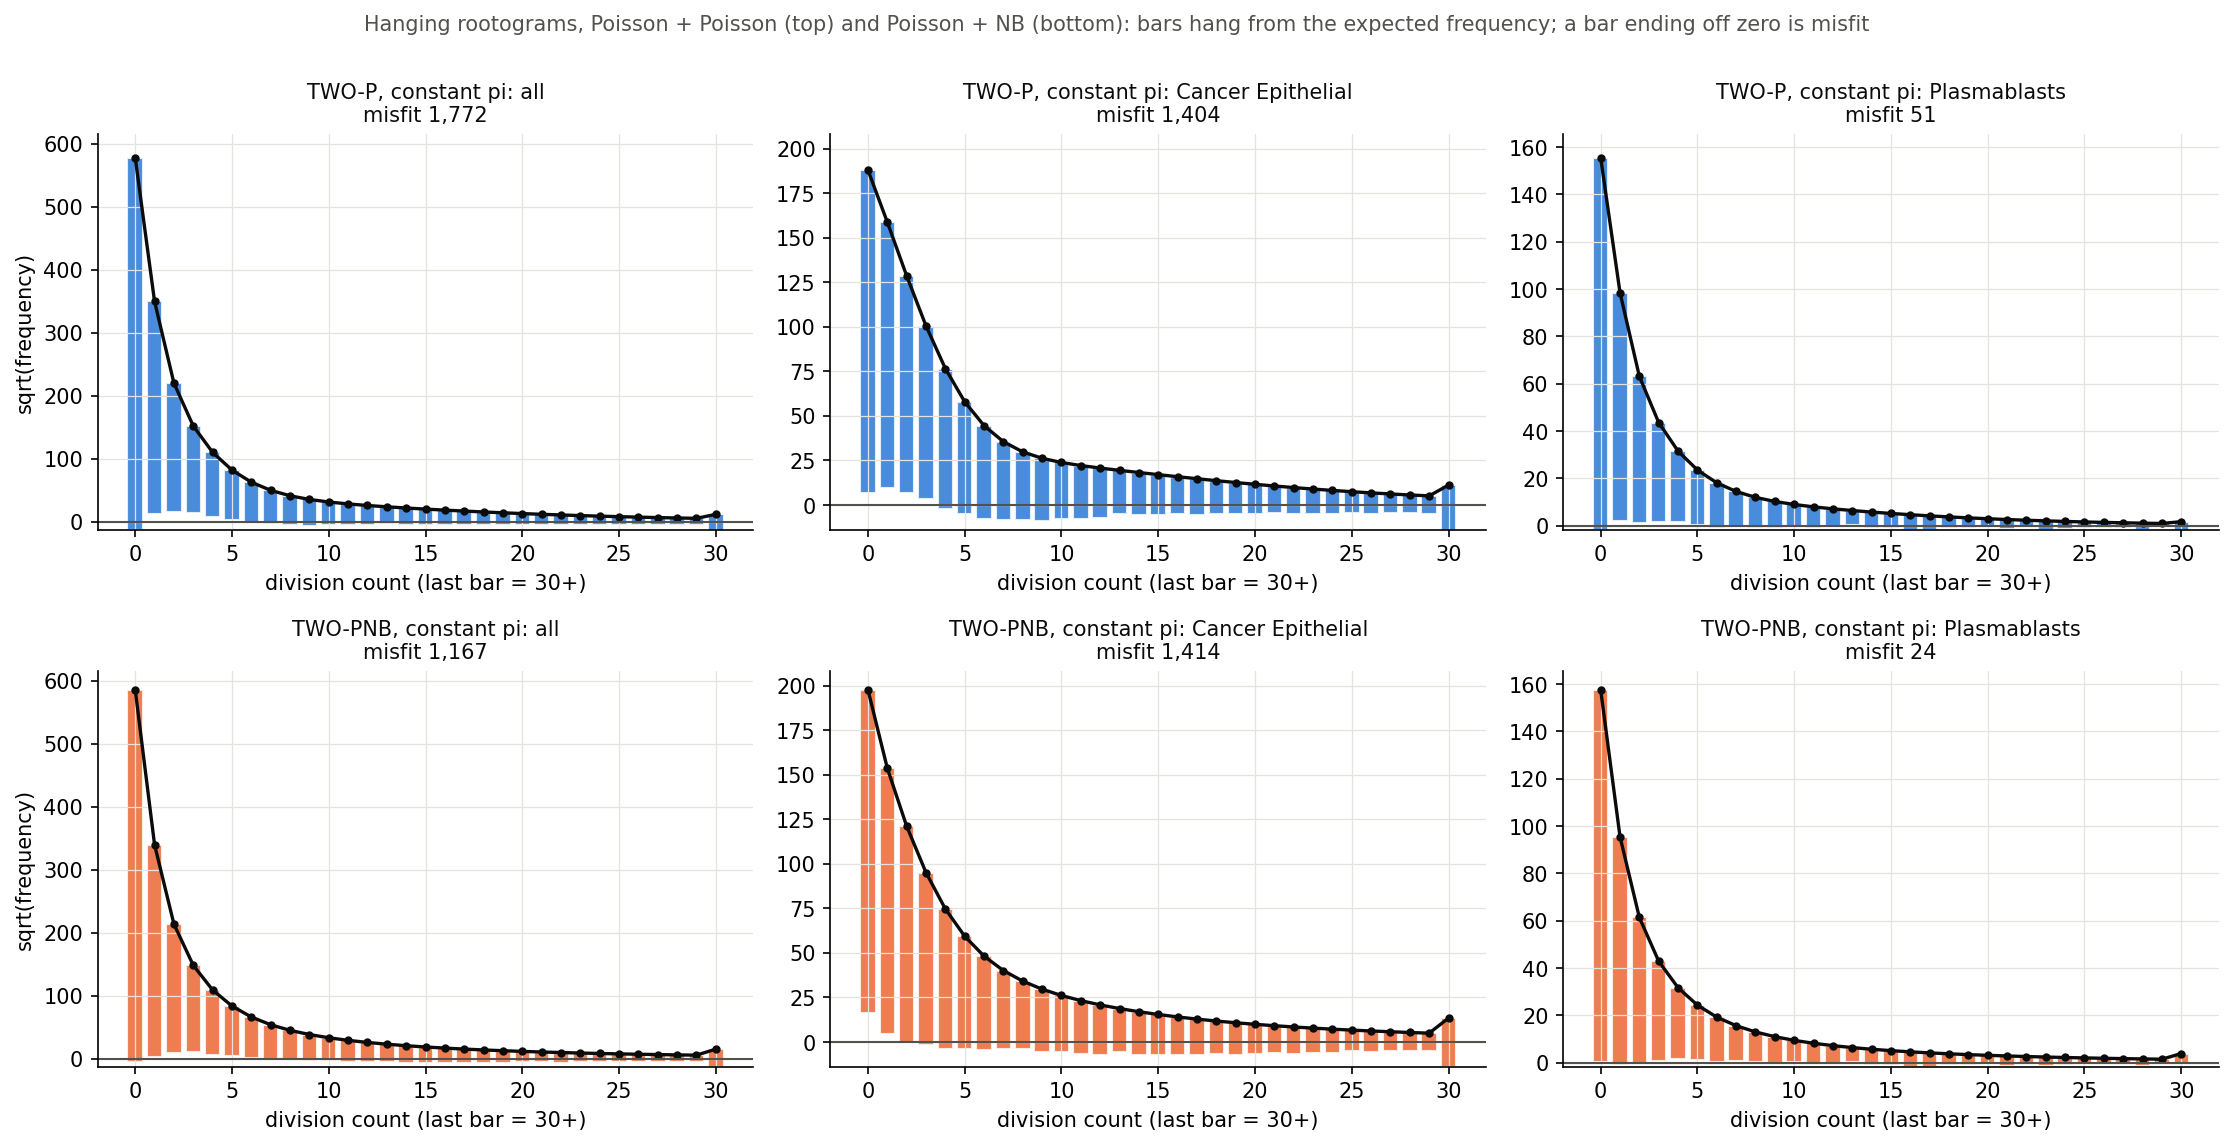 Hanging rootograms, Poisson + Poisson (top) and Poisson + NB (bottom): bars hang from the expected frequency; a bar ending off zero is misfit
TWO-P, constant pi: all
misfit 1,772
600
500
400
300
200
100
0
sqrt(frequency)
0 5 10 15 20 25 30
division count (last bar = 30+)
TWO-P, constant pi: Cancer Epithelial
misfit 1,404
200
175
150
125
100
75
50
25
0
0 5 10 15 20 25 30
division count (last bar = 30+)
TWO-P, constant pi: Plasmablasts
misfit 51
160
140
120
100
80
60
40
20
0
0 5 10 15 20 25 30
division count (last bar = 30+)
TWO-PNB, constant pi: all
misfit 1,167
600
500
400
300
200
100
0
sqrt(frequency)
0 5 10 15 20 25 30
division count (last bar = 30+)
TWO-PNB, constant pi: Cancer Epithelial
misfit 1,414
200
175
150
125
100
75
50
25
0
0 5 10 15 20 25 30
division count (last bar = 30+)
TWO-PNB, constant pi: Plasmablasts
misfit 24
160
140
120
100
80
60
40
20
0
0 5 10 15 20 25 30
division count (last bar = 30+)